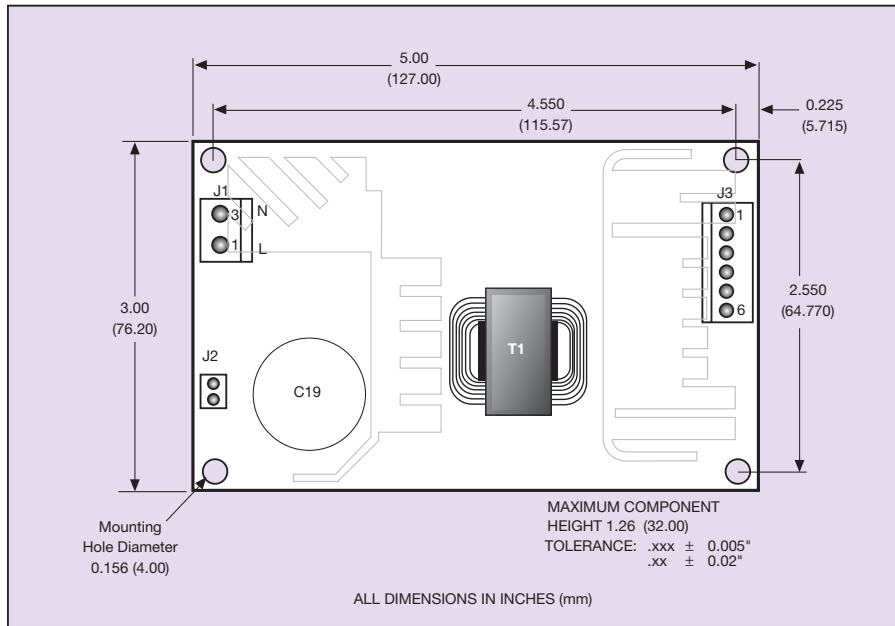 5.00
(127.00)
4.550
(115.57)
0.225
(5.715)
J1
3
N
1
L
J3
1
6
3.00
(76.20)
2.550
(64.770)
J2
C19
T1
Mounting
Hole Diameter
0.156 (4.00)
MAXIMUM COMPONENT
HEIGHT 1.26 (32.00)
TOLERANCE: .xxx ± 0.005"
.xx ± 0.02"
ALL DIMENSIONS IN INCHES (mm)